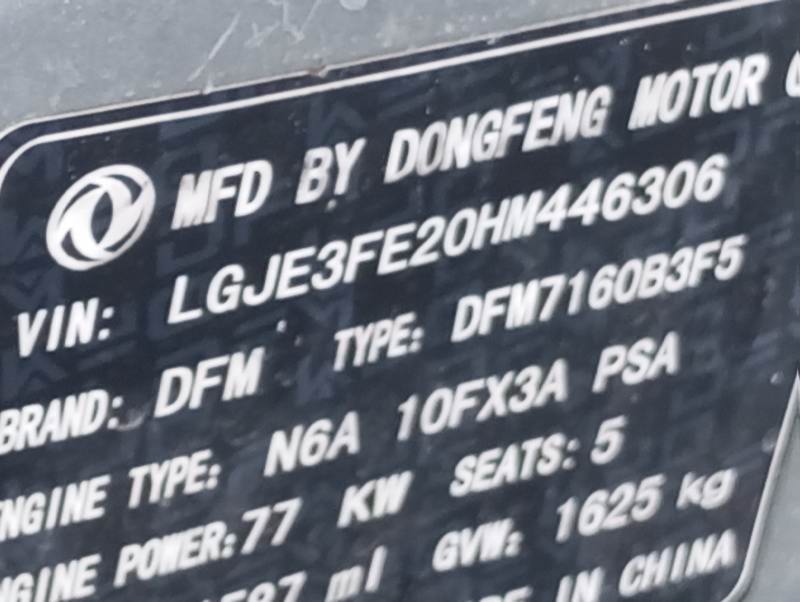 MFD BY DONGFENG MOTOR
VIN: LGJE3FE20HM446306
BRAND: DFM TYPE: DFM7160B3F5
ENGINE TYPE: N6A 10FX3A PSA
ENGINE POWER: 77 KW SEATS: 5
ml GVW: 1625 kg
IN CHINA